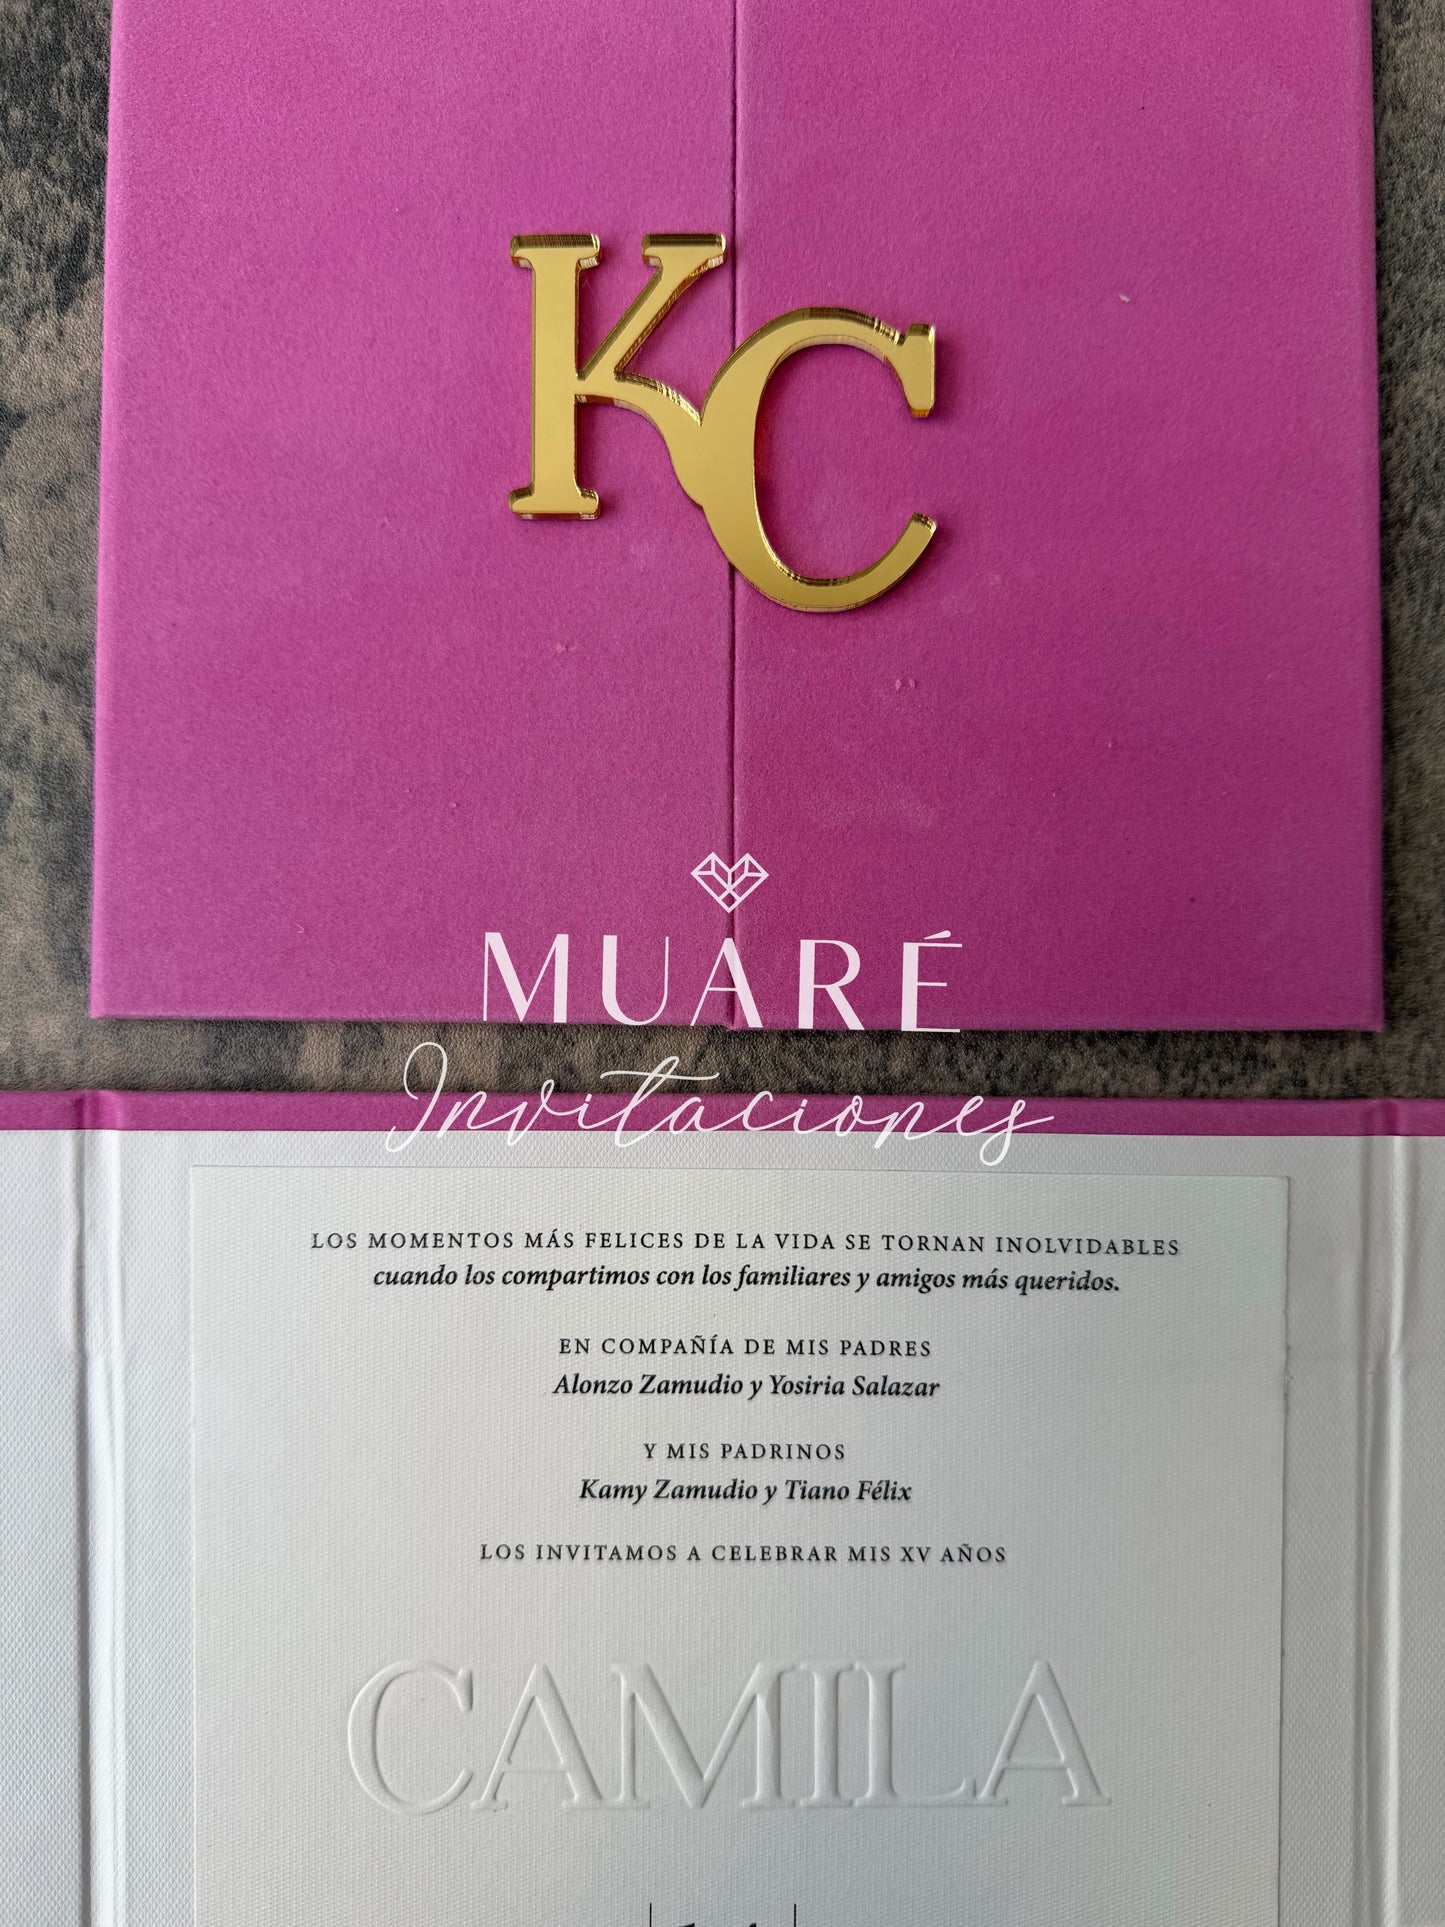 KC
MUARÉ
Invitaciones
LOS MOMENTOS MÁS FELICES DE LA VIDA SE TORNAN INOLVIDABLES
cuando los compartimos con los familiares y amigos más queridos.
EN COMPAÑÍA DE MIS PADRES
Alonzo Zamudio y Yosiria Salazar
Y MIS PADRINOS
Kamy Zamudio y Tiano Félix
LOS INVITAMOS A CELEBRAR MIS XV AÑOS
CAMILA